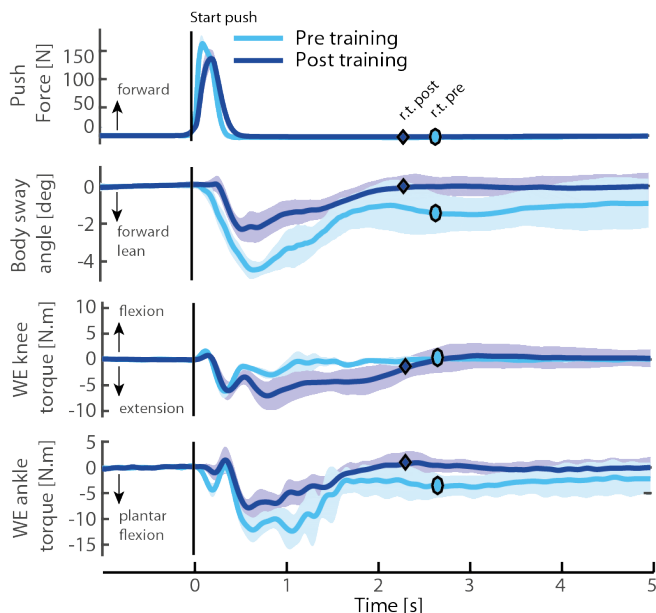 Start push
Pre training
Post training
Push
Force [N]
150
100
50
0
forward
r.t. post
r.t. pre
Body sway
angle [deg]
0
-2
-4
forward
lean
WE knee
torque [N.m]
10
5
0
-5
-10
flexion
extension
WE ankle
torque [N.m]
5
0
-5
-10
-15
plantar
flexion
0
1
2
3
4
5
Time [s]